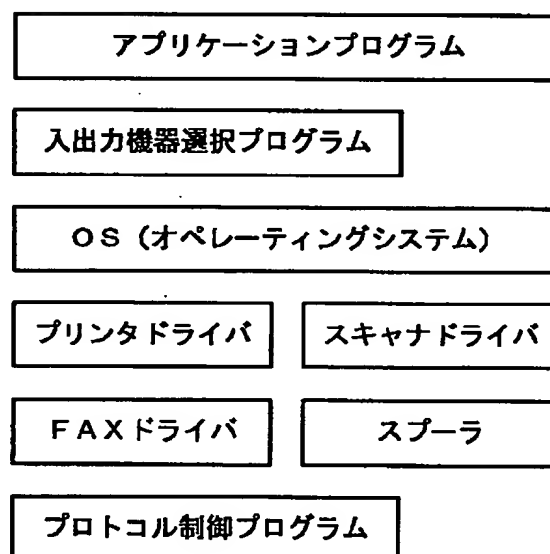 アプリケーションプログラム
入出力機器選択プログラム
OS(オペレーティングシステム)
プリンタドライバ スキャナドライバ
FAXドライバ スプーラ
プロトコル制御プログラム